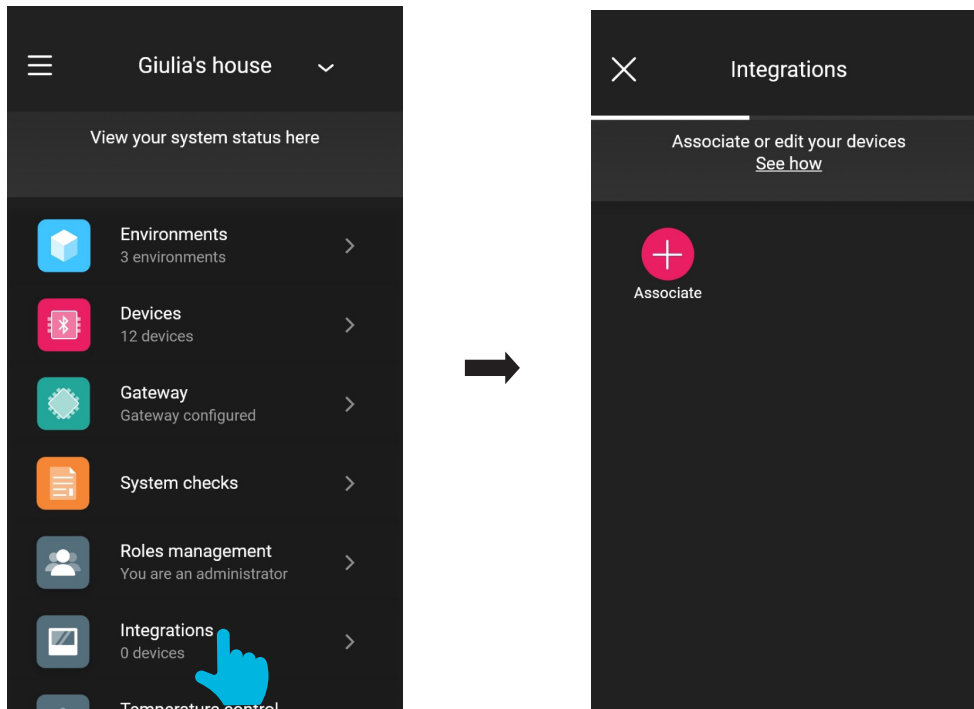 Giulia's house
View your system status here
Environments
3 environments
Devices
12 devices
Gateway
Gateway configured
System checks
Roles management
You are an administrator
Integrations
0 devices
Temperature control
Integrations
Associate or edit your devices
See how
Associate